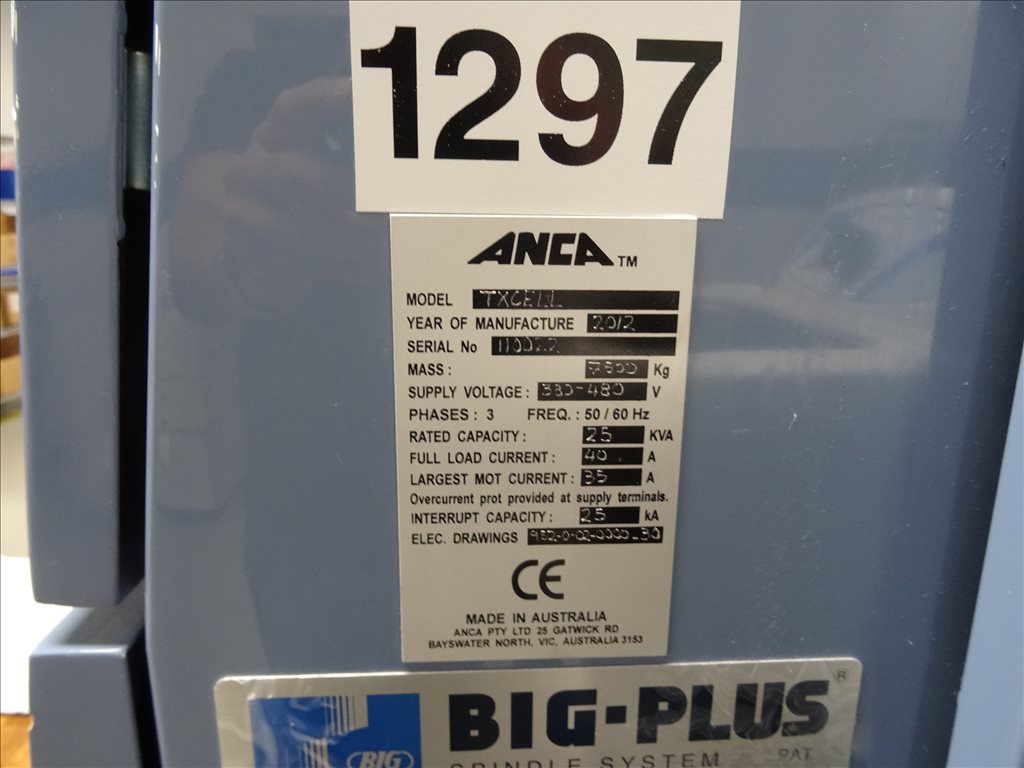 1297
ANCA TM
MODEL TXCELL
YEAR OF MANUFACTURE 2012
SERIAL No
MASS: Kg
SUPPLY VOLTAGE: 380-480 V
PHASES: 3 FREQ.: 50 / 60 Hz
RATED CAPACITY: 25 KVA
FULL LOAD CURRENT: 40 A
LARGEST MOT CURRENT: 35 A
Overcurrent prot provided at supply terminals.
INTERRUPT CAPACITY: 25 kA
ELEC. DRAWINGS
CE
MADE IN AUSTRALIA
ANCA PTY LTD 25 GATWICK RD
BAYSWATER NORTH, VIC, AUSTRALIA 3153
BIG-PLUS ®
BIG
SPINDLE SYSTEM PAT.